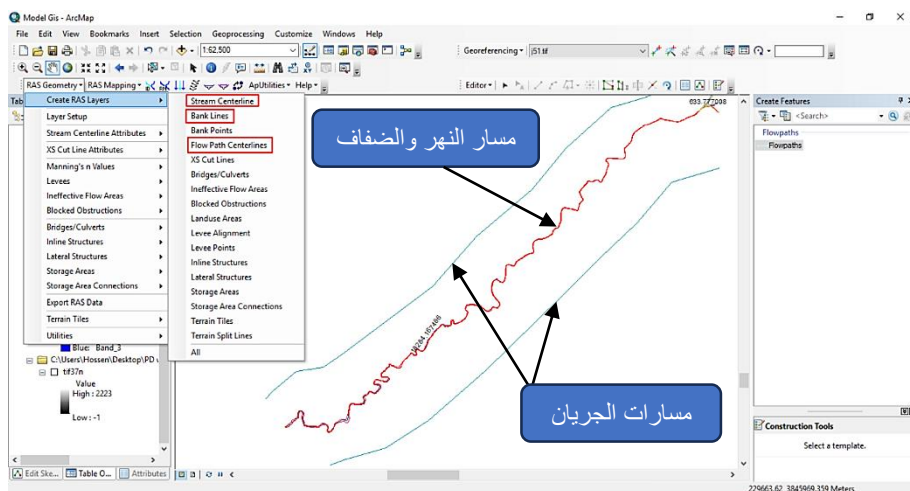 Model Gis - ArcMap
File Edit View Bookmarks Insert Selection Geoprocessing Customize Windows Help
1:62,500
Georeferencing
j51.tif
Editor
RAS Geometry RAS Mapping ApUtilities Help
Create RAS Layers
Layer Setup
Stream Centerline Attributes
XS Cut Line Attributes
Manning's n Values
Levees
Ineffective Flow Areas
Blocked Obstructions
Bridges/Culverts
Inline Structures
Lateral Structures
Storage Areas
Storage Area Connections
Export RAS Data
Terrain Tiles
Utilities
Stream Centerline
Bank Lines
Bank Points
Flow Path Centerlines
XS Cut Lines
Bridges/Culverts
Ineffective Flow Areas
Blocked Obstructions
Landuse Areas
Levee Alignment
Levee Points
Inline Structures
Lateral Structures
Storage Areas
Storage Area Connections
Terrain Tiles
Terrain Split Lines
All
Blue: Band_3
C:\Users\Hossen\Desktop\PD
tif37n
Value
High : 2223
Low : -1
مسار النهر والضفاف
مسارات الجريان
Create Features
<Search>
Flowpaths
Flowpaths
Construction Tools
Select a template.
Edit Ske... Table O... Attributes
229663.62 3845969.359 Meters